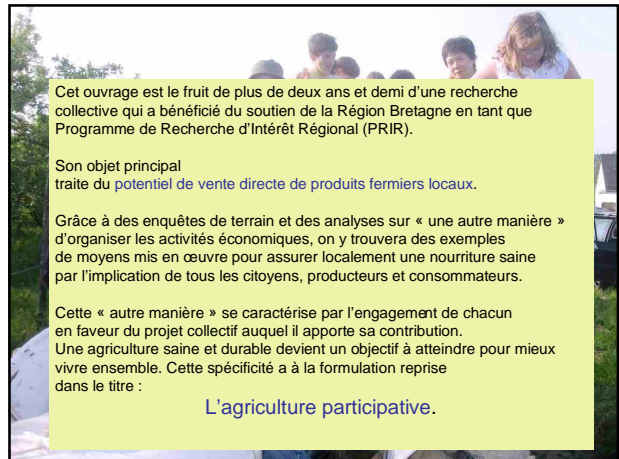 Cet ouvrage est le fruit de plus de deux ans et demi d'une recherche
collective qui a bénéficié du soutien de la Région Bretagne en tant que
Programme de Recherche d'Intérêt Régional (PRIR).
Son objet principal
traite du potentiel de vente directe de produits fermiers locaux.
Grâce à des enquêtes de terrain et des analyses sur « une autre manière »
d'organiser les activités économiques, on y trouvera des exemples
de moyens mis en œuvre pour assurer localement une nourriture saine
par l'implication de tous les citoyens, producteurs et consommateurs.
Cette « autre manière » se caractérise par l'engagement de chacun
en faveur du projet collectif auquel il apporte sa contribution.
Une agriculture saine et durable devient un objectif à atteindre pour mieux
vivre ensemble. Cette spécificité a à la formulation reprise
dans le titre :
L'agriculture participative.